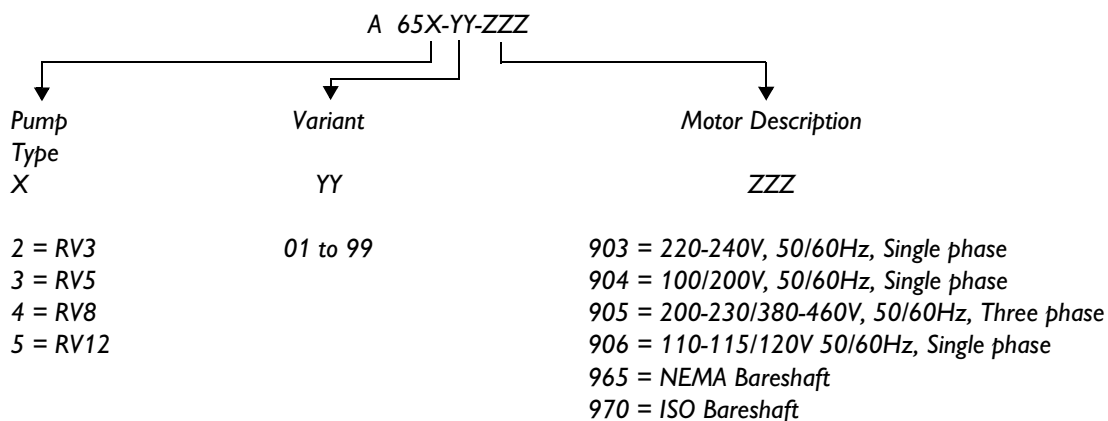 A 65X-YY-ZZZ
Pump Type
Variant
Motor Description
X
YY
ZZZ
2 = RV3
01 to 99
903 = 220-240V, 50/60Hz, Single phase
3 = RV5
904 = 100/200V, 50/60Hz, Single phase
4 = RV8
905 = 200-230/380-460V, 50/60Hz, Three phase
5 = RV12
906 = 110-115/120V 50/60Hz, Single phase
965 = NEMA Bareshaft
970 = ISO Bareshaft